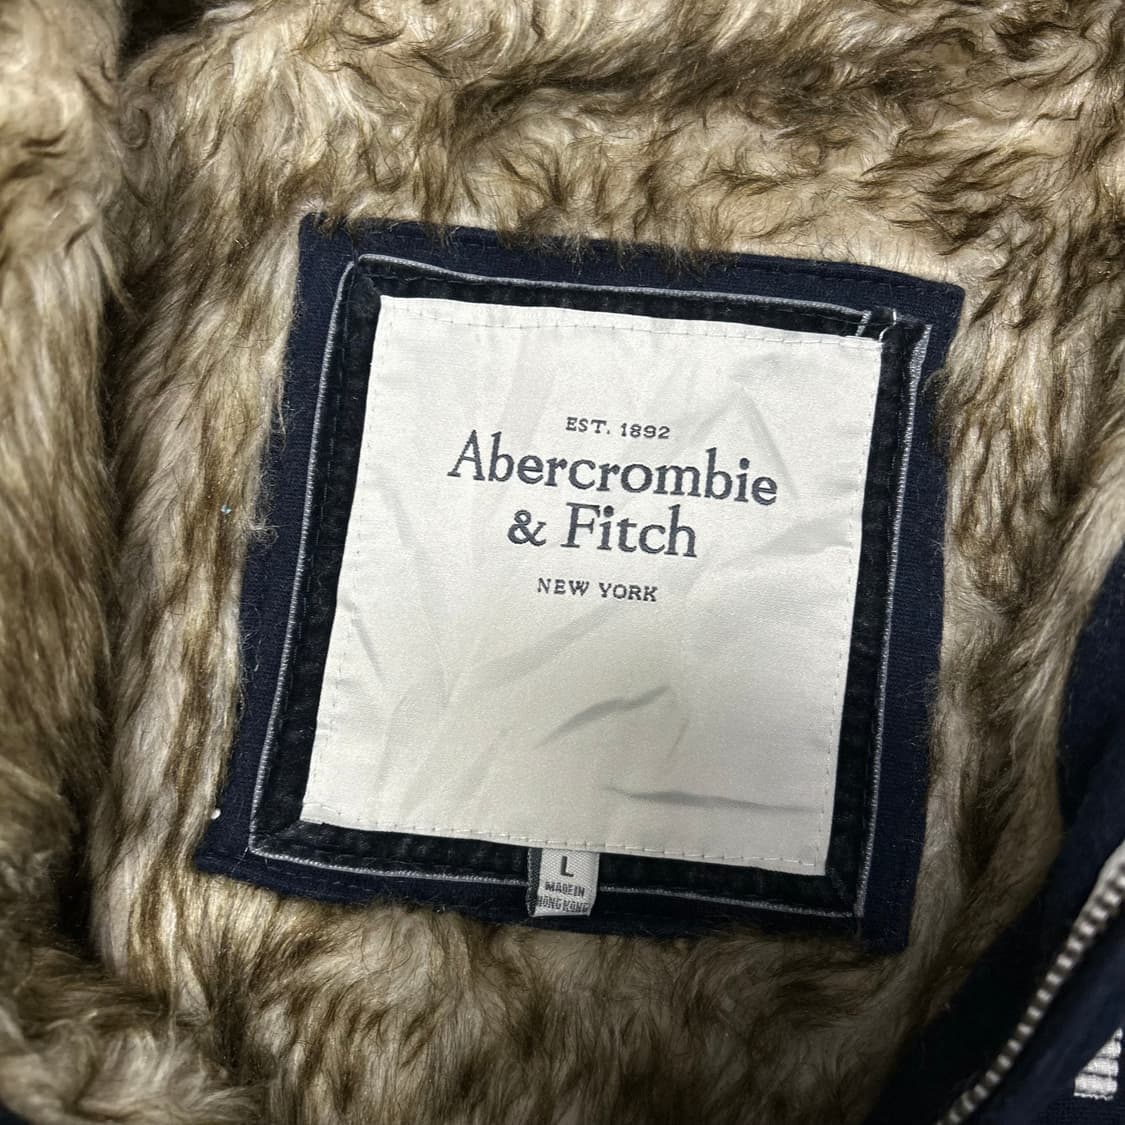 EST. 1892
Abercrombie
& Fitch
NEW YORK
L
MADE IN
HONG KONG